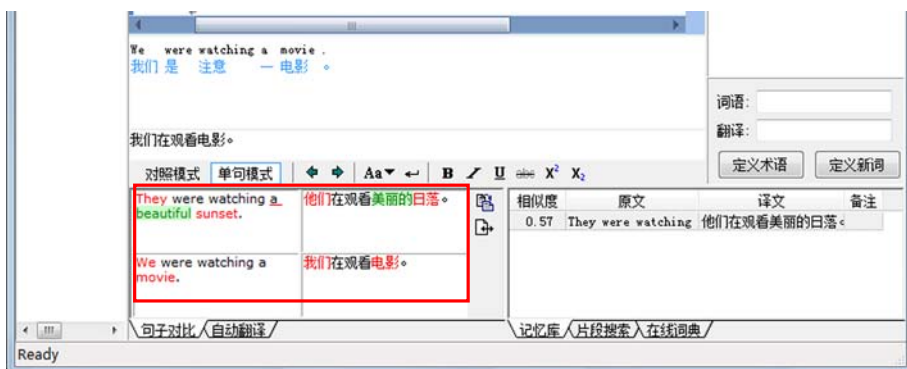 We were watching a movie .
我们 是 注意 一 电影 。
词语:
翻译:
我们在观看电影。
定义术语 定义新词
对照模式 单句模式 Aa B I U abc X² X₂
They were watching a 他们在观看美丽的日落。
beautiful sunset.
相似度 原文 译文 备注
0.57 They were watching 他们在观看美丽的日落
We were watching a 我们在观看电影。
movie.
句子对比 自动翻译 记忆库 片段搜索 在线词典
Ready